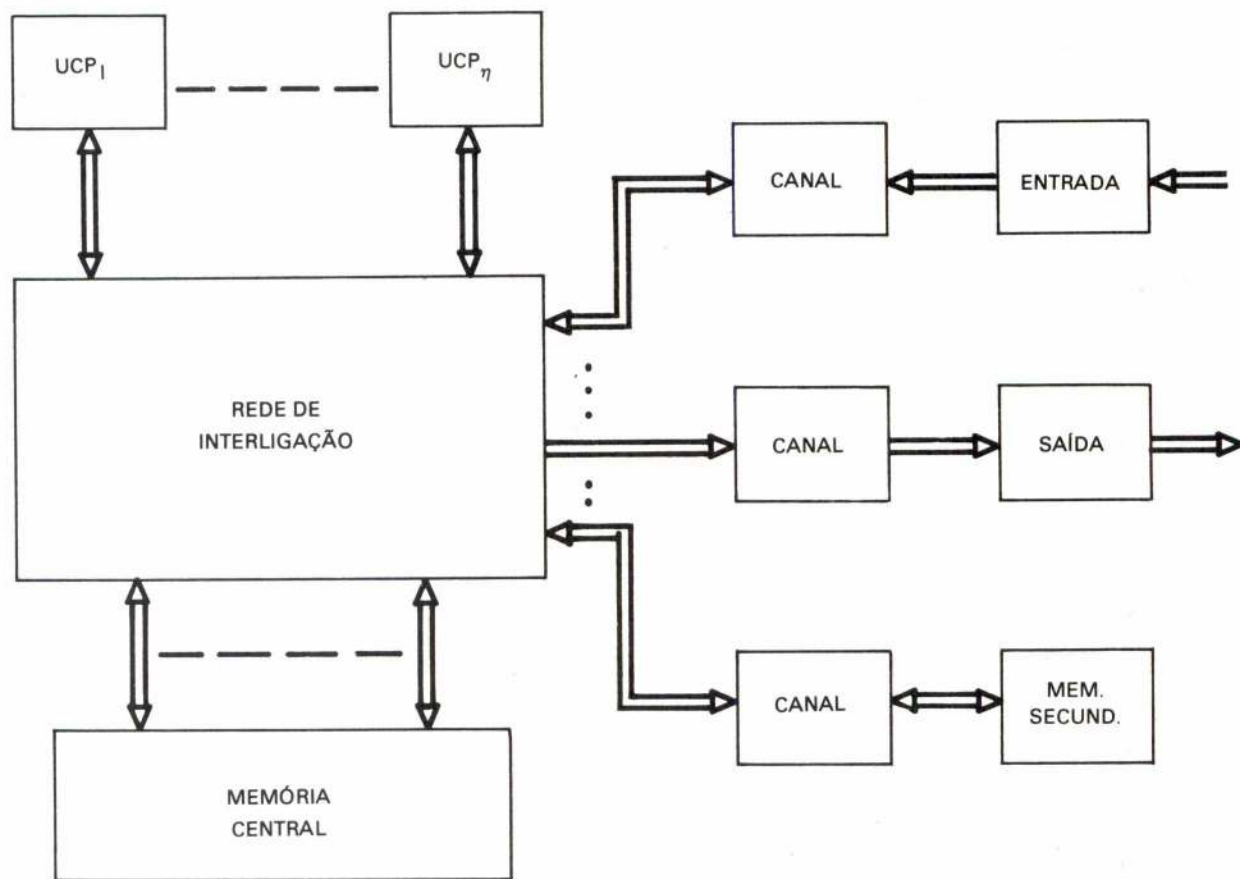 UCP1
UCPη
CANAL
ENTRADA
REDE DE
INTERLIGAÇÃO
CANAL
SAÍDA
CANAL
MEM.
SECUND.
MEMÓRIA
CENTRAL